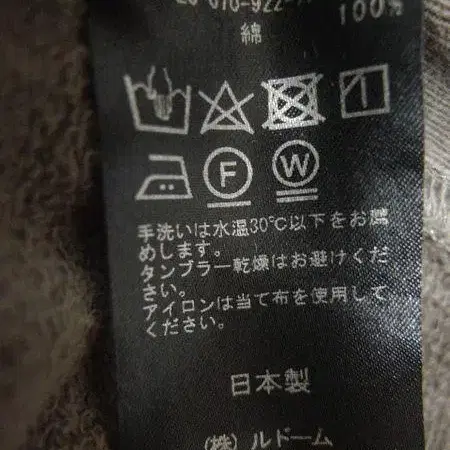 100%
綿
F W
手洗いは水温30℃以下をお薦
めします。
タンブラー乾燥はお避けくだ
さい。
アイロンは当て布を使用して
ください。
日本製
(株)ルドーム